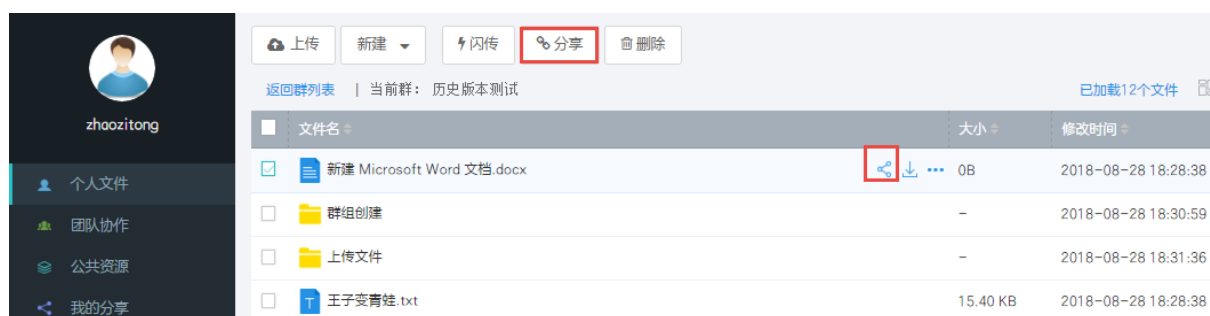 上传 新建 闪传 分享 删除
返回群列表 | 当前群： 历史版本测试 已加载12个文件
zhaozitong
文件名 大小 修改时间
新建 Microsoft Word 文档.docx 0B 2018-08-28 18:28:38
个人文件
群组创建 - 2018-08-28 18:30:59
团队协作
上传文件 - 2018-08-28 18:31:36
公共资源
T 王子变青蛙.txt 15.40 KB 2018-08-28 18:28:38
我的分享